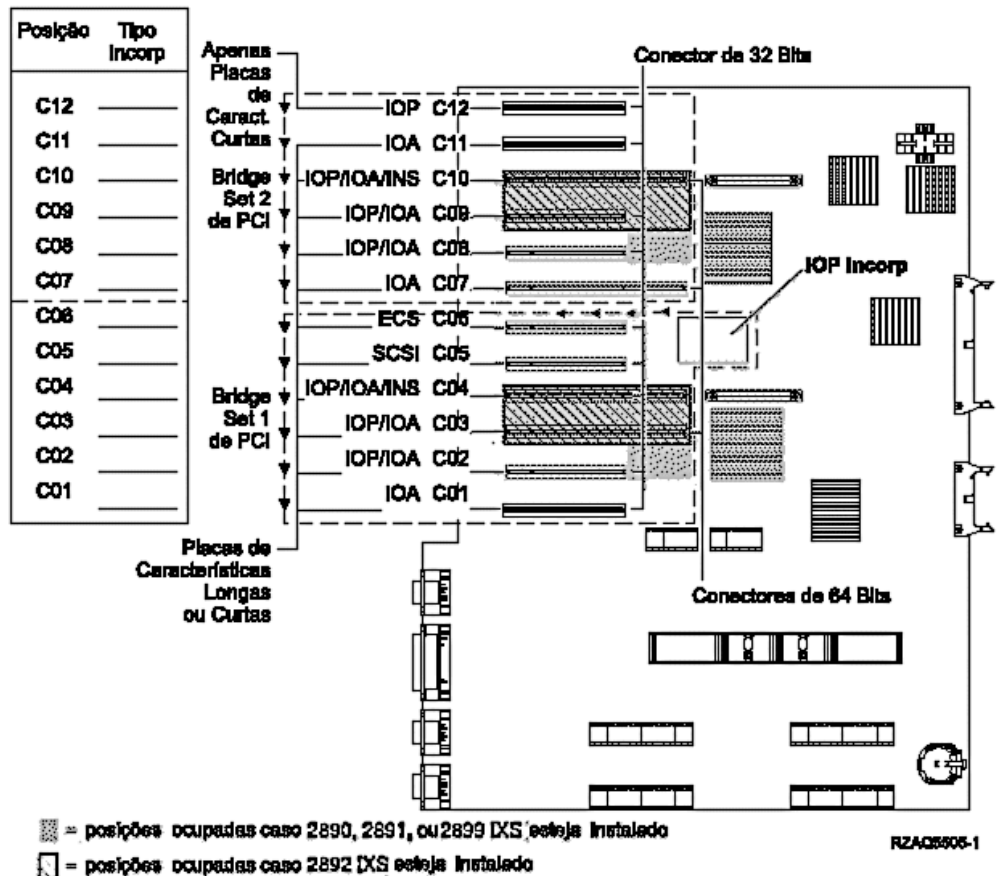 Posição Tipo Incorp
C12
C11
C10
C09
C08
C07
C06
C05
C04
C03
C02
C01
Apenas
Placas
de
Caract.
Curtas
Bridge
Set 2
de PCI
Bridge
Set 1
de PCI
Placas de
Características
Longas
ou Curtas
Conector de 32 Bits
IOP C12
IOA C11
IOP/IOA/INS C10
IOP/IOA C09
IOP/IOA C08
IOA C07
ECS C06
SCSI C05
IOP/IOA/INS C04
IOP/IOA C03
IOP/IOA C02
IOA C01
IOP Incorp
Conectores de 64 Bits
= posições ocupadas caso 2890, 2891, ou 2899 IXS esteja instalado
= posições ocupadas caso 2892 IXS esteja instalado
RZAQ5505-1